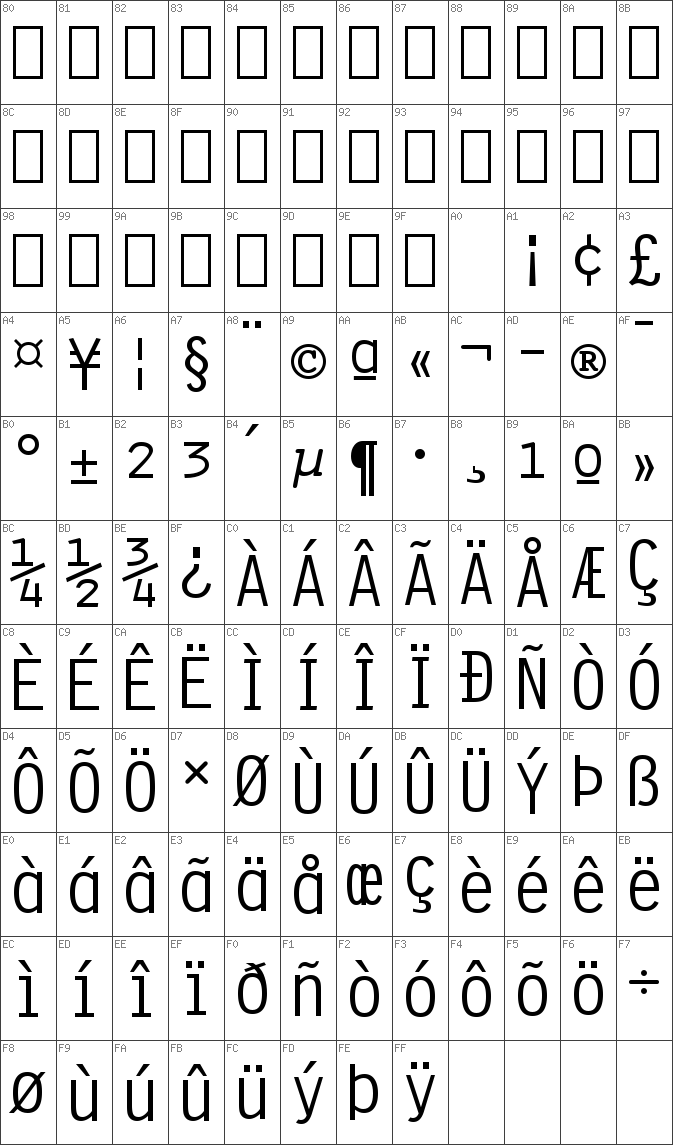 80 81 82 83 84 85 86 87 88 89 8A 8B
8C 8D 8E 8F 90 91 92 93 94 95 96 97
98 99 9A 9B 9C 9D 9E 9F A0 A1 A2 A3
¡ ¢ £
A4 A5 A6 A7 A8 A9 AA AB AC AD AE AF
¤ ¥ ¦ § ¨ © ª « ¬ - ® ¯
B0 B1 B2 B3 B4 B5 B6 B7 B8 B9 BA BB
° ± 2 3 ´ µ ¶ · ¸ 1 º »
BC BD BE BF C0 C1 C2 C3 C4 C5 C6 C7
¼ ½ ¾ ¿ À Á Â Ã Ä Å Æ Ç
C8 C9 CA CB CC CD CE CF D0 D1 D2 D3
È É Ê Ë Ì Í Î Ï Ð Ñ Ò Ó
D4 D5 D6 D7 D8 D9 DA DB DC DD DE DF
Ô Õ Ö × Ø Ù Ú Û Ü Ý Þ ß
E0 E1 E2 E3 E4 E5 E6 E7 E8 E9 EA EB
à á â ã ä å œ ç è é ê ë
EC ED EE EF F0 F1 F2 F3 F4 F5 F6 F7
ì í î ï ð ñ ò ó ô õ ö ÷
F8 F9 FA FB FC FD FE FF
ø ù ú û ü ý þ ÿ